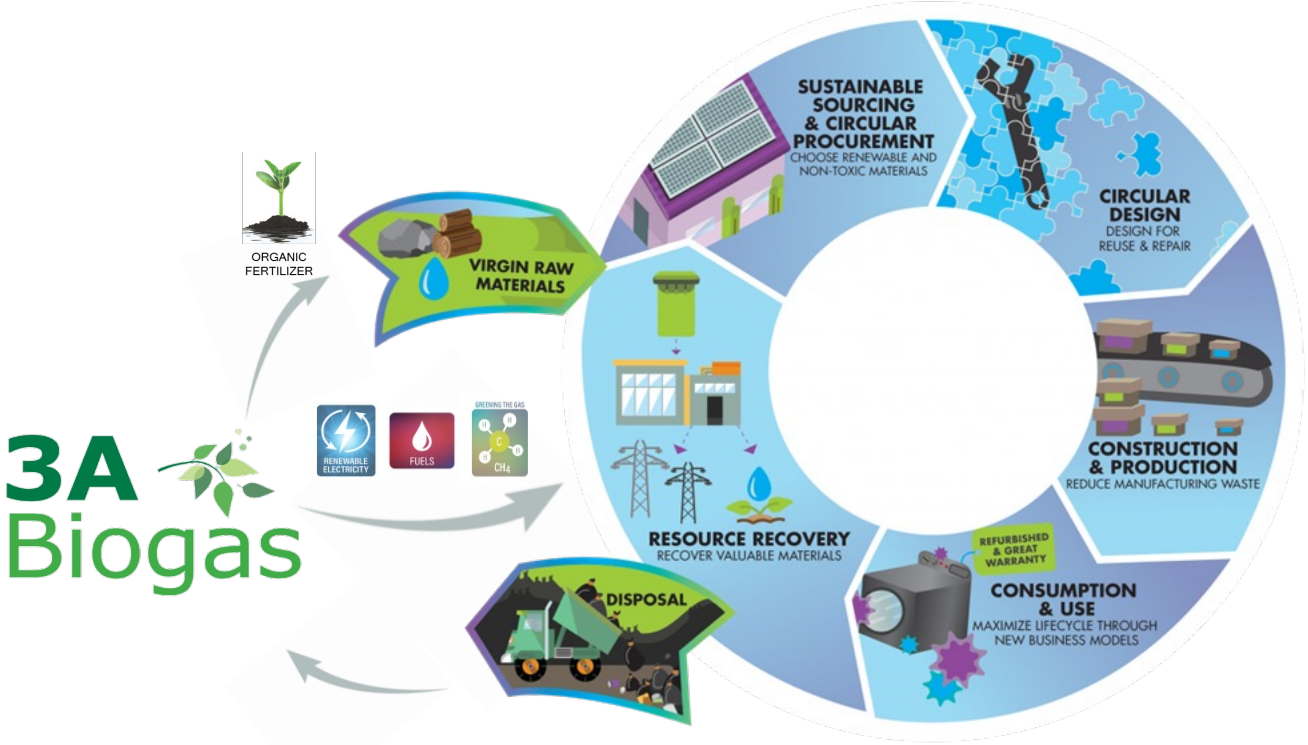 SUSTAINABLE
SOURCING
& CIRCULAR
PROCUREMENT
CHOOSE RENEWABLE AND
NON-TOXIC MATERIALS
CIRCULAR
DESIGN
DESIGN FOR
REUSE & REPAIR
ORGANIC
FERTILIZER
VIRGIN RAW
MATERIALS
GREENING THE GAS
H
H
C
H
H
CH4
RENEWABLE
ELECTRICITY
FUELS
3A
Biogas
CONSTRUCTION
& PRODUCTION
REDUCE MANUFACTURING WASTE
RESOURCE RECOVERY
RECOVER VALUABLE MATERIALS
REFURBISHED
& GREAT
WARRANTY
CONSUMPTION
& USE
MAXIMIZE LIFECYCLE THROUGH
NEW BUSINESS MODELS
DISPOSAL